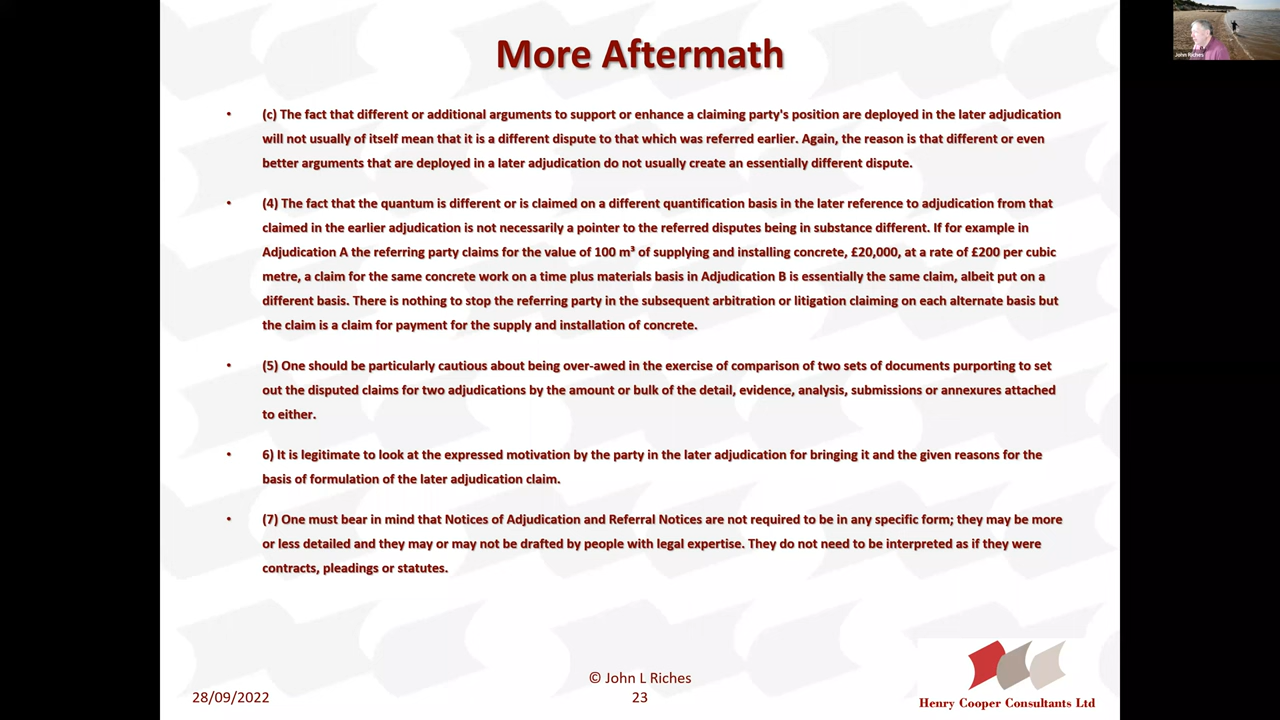 More Aftermath
• (c) The fact that different or additional arguments to support or enhance a claiming party's position are deployed in the later adjudication
will not usually of itself mean that it is a different dispute to that which was referred earlier. Again, the reason is that different or even
better arguments that are deployed in a later adjudication do not usually create an essentially different dispute.
• (4) The fact that the quantum is different or is claimed on a different quantification basis in the later reference to adjudication from that
claimed in the earlier adjudication is not necessarily a pointer to the referred disputes being in substance different. If for example in
Adjudication A the referring party claims for the value of 100 m³ of supplying and installing concrete, £20,000, at a rate of £200 per cubic
metre, a claim for the same concrete work on a time plus materials basis in Adjudication B is essentially the same claim, albeit put on a
different basis. There is nothing to stop the referring party in the subsequent arbitration or litigation claiming on each alternate basis but
the claim is a claim for payment for the supply and installation of concrete.
• (5) One should be particularly cautious about being over-awed in the exercise of comparison of two sets of documents purporting to set
out the disputed claims for two adjudications by the amount or bulk of the detail, evidence, analysis, submissions or annexures attached
to either.
• 6) It is legitimate to look at the expressed motivation by the party in the later adjudication for bringing it and the given reasons for the
basis of formulation of the later adjudication claim.
• (7) One must bear in mind that Notices of Adjudication and Referral Notices are not required to be in any specific form; they may be more
or less detailed and they may or may not be drafted by people with legal expertise. They do not need to be interpreted as if they were
contracts, pleadings or statutes.
28/09/2022
© John L Riches
23
Henry Cooper Consultants Ltd
John Riches